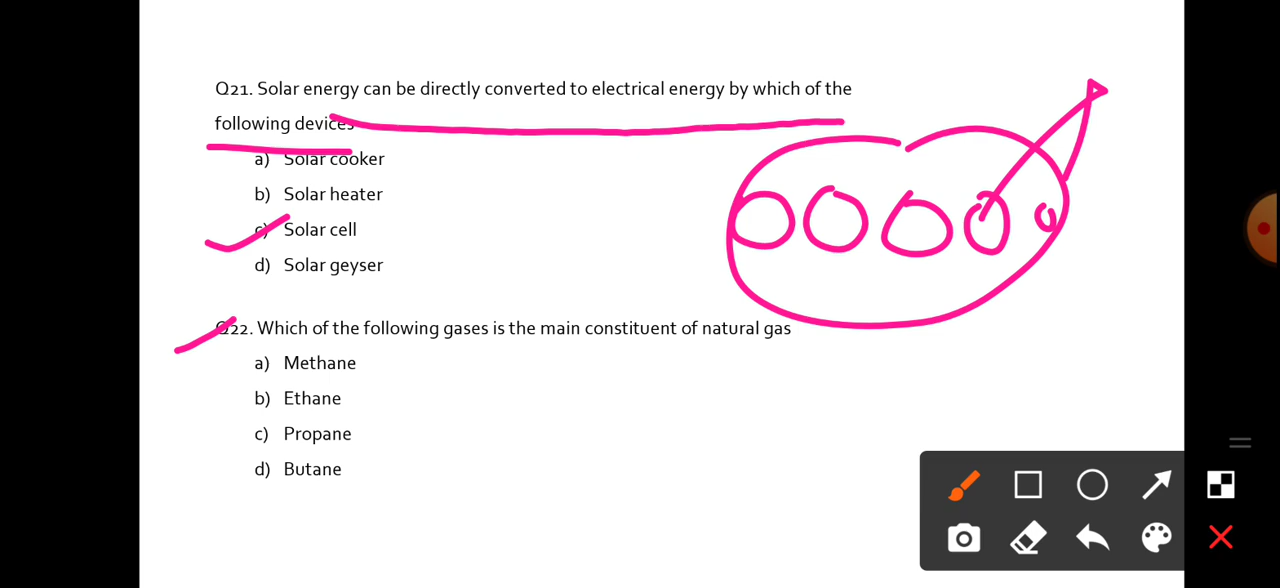 Q21. Solar energy can be directly converted to electrical energy by which of the
following devices
a) Solar cooker
b) Solar heater
c) Solar cell
d) Solar geyser
Q22. Which of the following gases is the main constituent of natural gas
a) Methane
b) Ethane
c) Propane
d) Butane